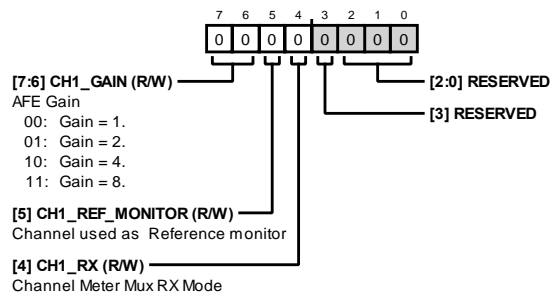 7 6 5 4 3 2 1 0
0 0 0 0 0 0 0 0
[7:6] CH1_GAIN (R/W)
AFE Gain
00: Gain = 1.
01: Gain = 2.
10: Gain = 4.
11: Gain = 8.
[5] CH1_REF_MONITOR (R/W)
Channel used as Reference monitor
[4] CH1_RX (R/W)
Channel Meter Mux RX Mode
[2:0] RESERVED
[3] RESERVED